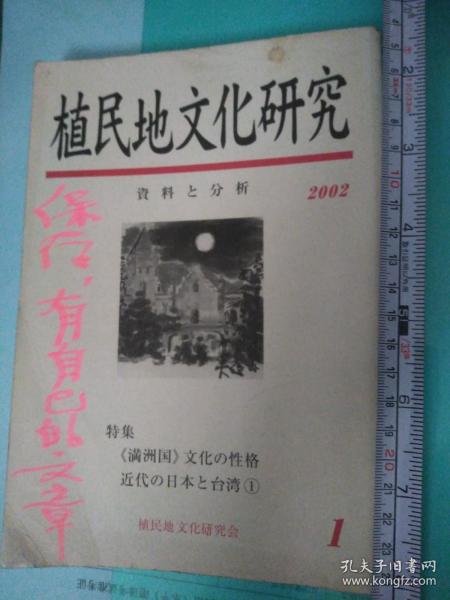 植民地文化研究
資料と分析
2002
保存,有自己的文章
特集
《満洲国》文化の性格
近代の日本と台湾①
植民地文化研究会
1
孔夫子旧书网